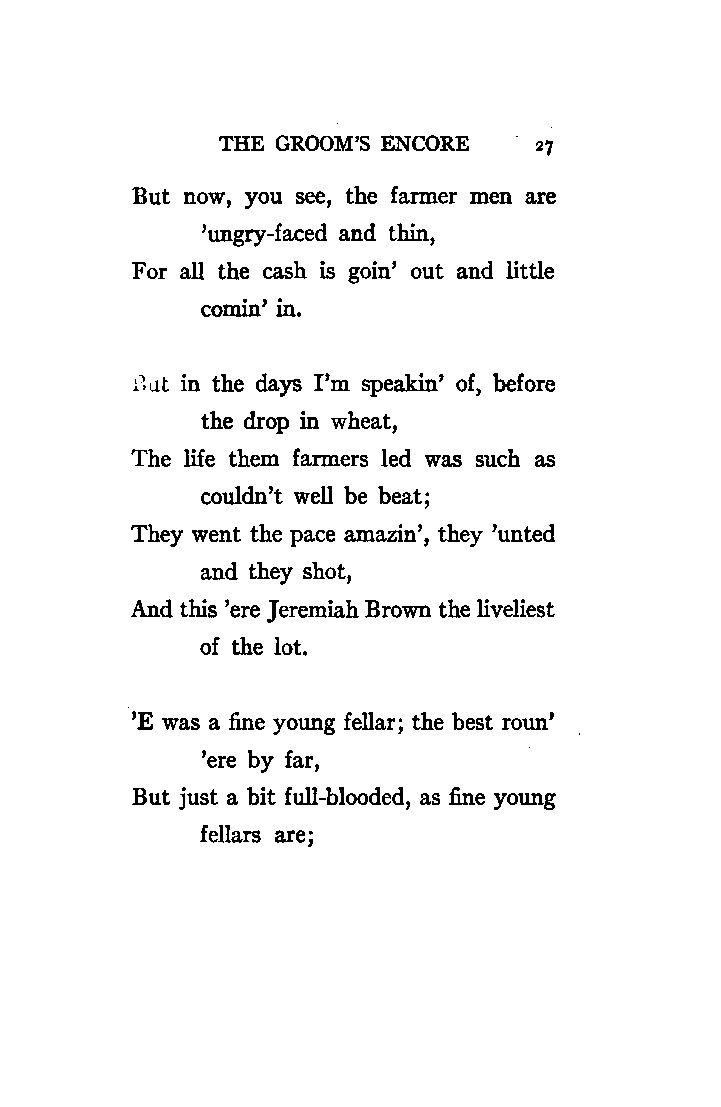 THE GROOM'S ENCORE 27
But now, you see, the farmer men are
'ungry-faced and thin,
For all the cash is goin' out and little
comin' in.
But in the days I'm speakin' of, before
the drop in wheat,
The life them farmers led was such as
couldn't well be beat;
They went the pace amazin', they 'unted
and they shot,
And this 'ere Jeremiah Brown the liveliest
of the lot.
'E was a fine young fellar; the best roun'
'ere by far,
But just a bit full-blooded, as fine young
fellars are;